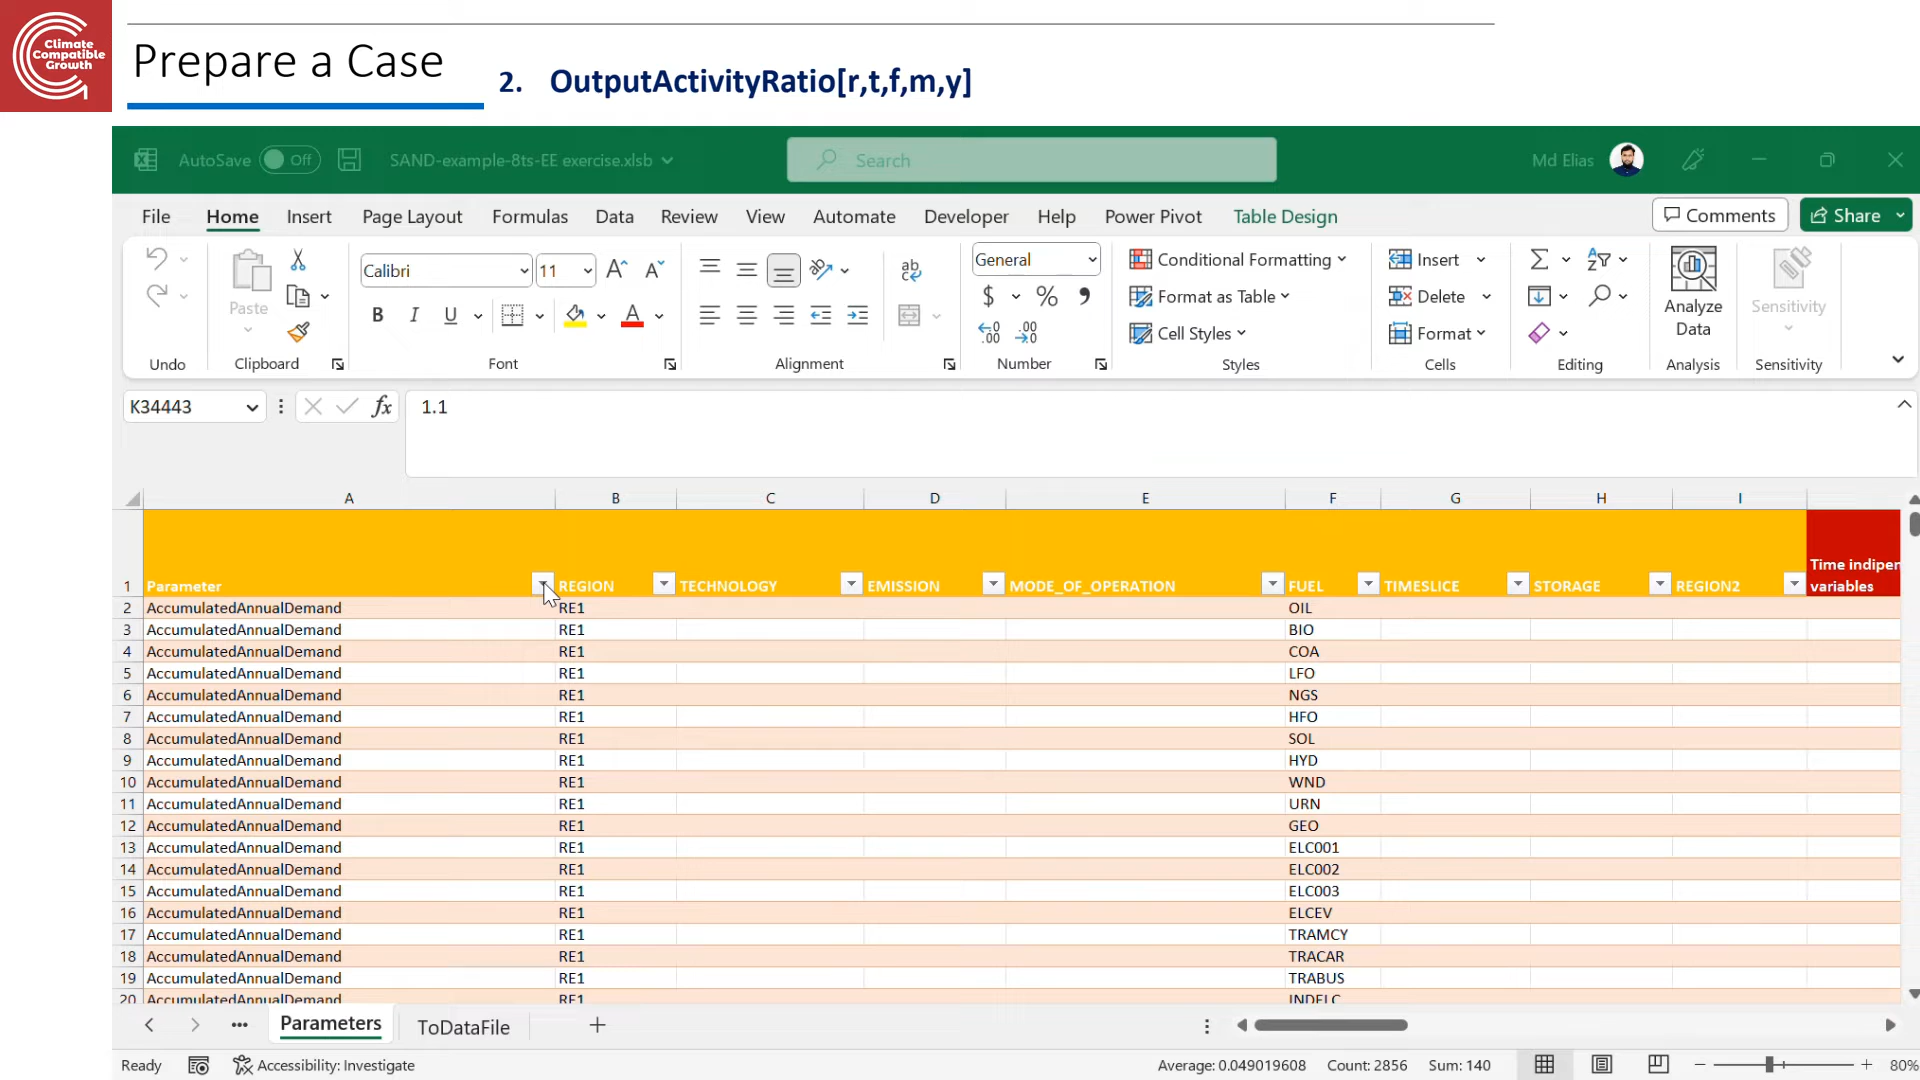 Climate
Compatible
Growth
Prepare a Case
2. OutputActivityRatio[r,t,f,m,y]
AutoSave Off SAND-example-8ts-EE exercise.xlsb Search Md Elias
File Home Insert Page Layout Formulas Data Review View Automate Developer Help Power Pivot Table Design Comments Share
Calibri 11 General Conditional Formatting Insert
Paste $ % Format as Table Delete Analyze Data Sensitivity
B I U A Cell Styles Format
Undo Clipboard Font Alignment Number Styles Cells Editing Analysis Sensitivity
K34443 fx 1.1
A B C D E F G H I
Time indipen
1 Parameter REGION TECHNOLOGY EMISSION MODE_OF_OPERATION FUEL TIMESLICE STORAGE REGION2 variables
2 AccumulatedAnnualDemand RE1 OIL
3 AccumulatedAnnualDemand RE1 BIO
4 AccumulatedAnnualDemand RE1 COA
5 AccumulatedAnnualDemand RE1 LFO
6 AccumulatedAnnualDemand RE1 NGS
7 AccumulatedAnnualDemand RE1 HFO
8 AccumulatedAnnualDemand RE1 SOL
9 AccumulatedAnnualDemand RE1 HYD
10 AccumulatedAnnualDemand RE1 WND
11 AccumulatedAnnualDemand RE1 URN
12 AccumulatedAnnualDemand RE1 GEO
13 AccumulatedAnnualDemand RE1 ELC001
14 AccumulatedAnnualDemand RE1 ELC002
15 AccumulatedAnnualDemand RE1 ELC003
16 AccumulatedAnnualDemand RE1 ELCEV
17 AccumulatedAnnualDemand RE1 TRAMCY
18 AccumulatedAnnualDemand RE1 TRACAR
19 AccumulatedAnnualDemand RE1 TRABUS
20 AccumulatedAnnualDemand RE1 INDELC
Parameters ToDataFile
Ready Accessibility: Investigate Average: 0.049019608 Count: 2856 Sum: 140 80%